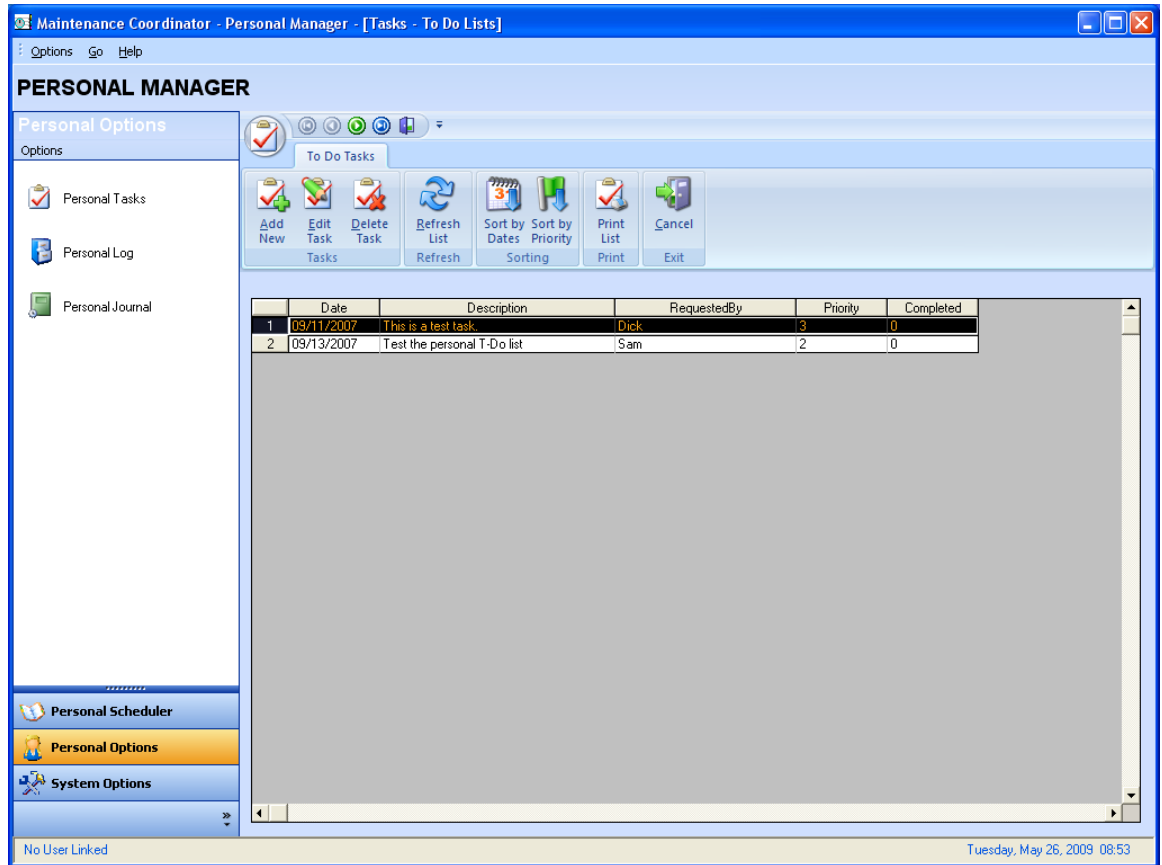 Maintenance Coordinator - Personal Manager - [Tasks - To Do Lists]
Options Go Help
PERSONAL MANAGER
Personal Options
Options
Personal Tasks
Personal Log
Personal Journal
Personal Scheduler
Personal Options
System Options
To Do Tasks
Add New
Edit Task
Delete Task
Refresh List
Sort by Dates
Sort by Priority
Print List
Cancel
Tasks Refresh Sorting Print Exit
Date Description RequestedBy Priority Completed
1 09/11/2007 This is a test task. Dick 3 0
2 09/13/2007 Test the personal T-Do list Sam 2 0
No User Linked
Tuesday, May 26, 2009 08:53